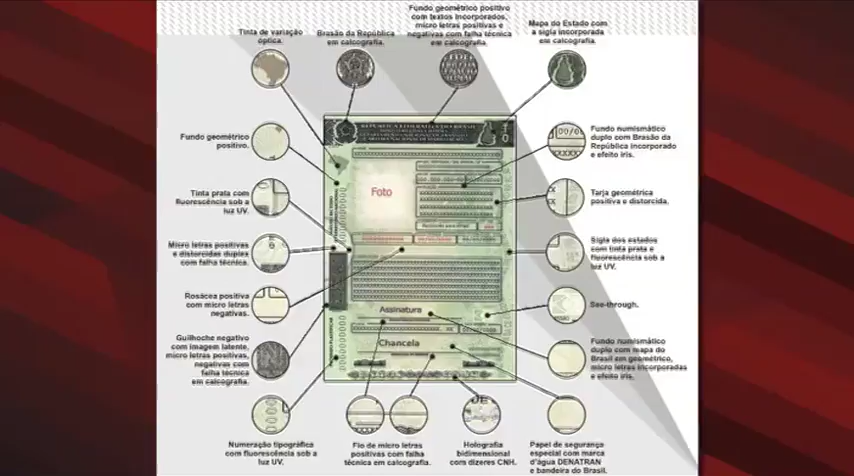 Fundo geométrico positivo
com textos incorporados,
micro letras positivas e
negativas com falha técnica
em calcografia.
Mapa do Estado com
a sigla incorporada
em calcografia.
Tinta de variação
óptica.
Brasão da República
em calcografia.
Fundo geométrico
positivo.
Fundo numismático
duplo com Brasão da
República incorporado
e efeito íris.
Tinta prata com
fluorescência sob a
luz UV.
Foto
Tarja geométrica
positiva e distorcida.
Micro letras positivas
e distorcidas duplex
com falha técnica.
Sigla dos estados
com tinta prata e
fluorescência sob a
luz UV.
Rosácea positiva
com micro letras
negativas.
See-through.
Assinatura
Guilhoche negativo
com imagem latente,
micro letras positivas,
negativas com
falha técnica
em calcografia.
Chancela
Fundo numismático
duplo com mapa do
Brasil em geométrico,
micro letras incorporadas
e efeito íris.
Numeração tipográfica
com fluorescência sob a
luz UV.
Fio de micro letras
positivas com falha
técnica em calcografia.
Holografia
bidimensional
com dizeres CNH.
Papel de segurança
especial com marca
d'água DENATRAN
e bandeira do Brasil.